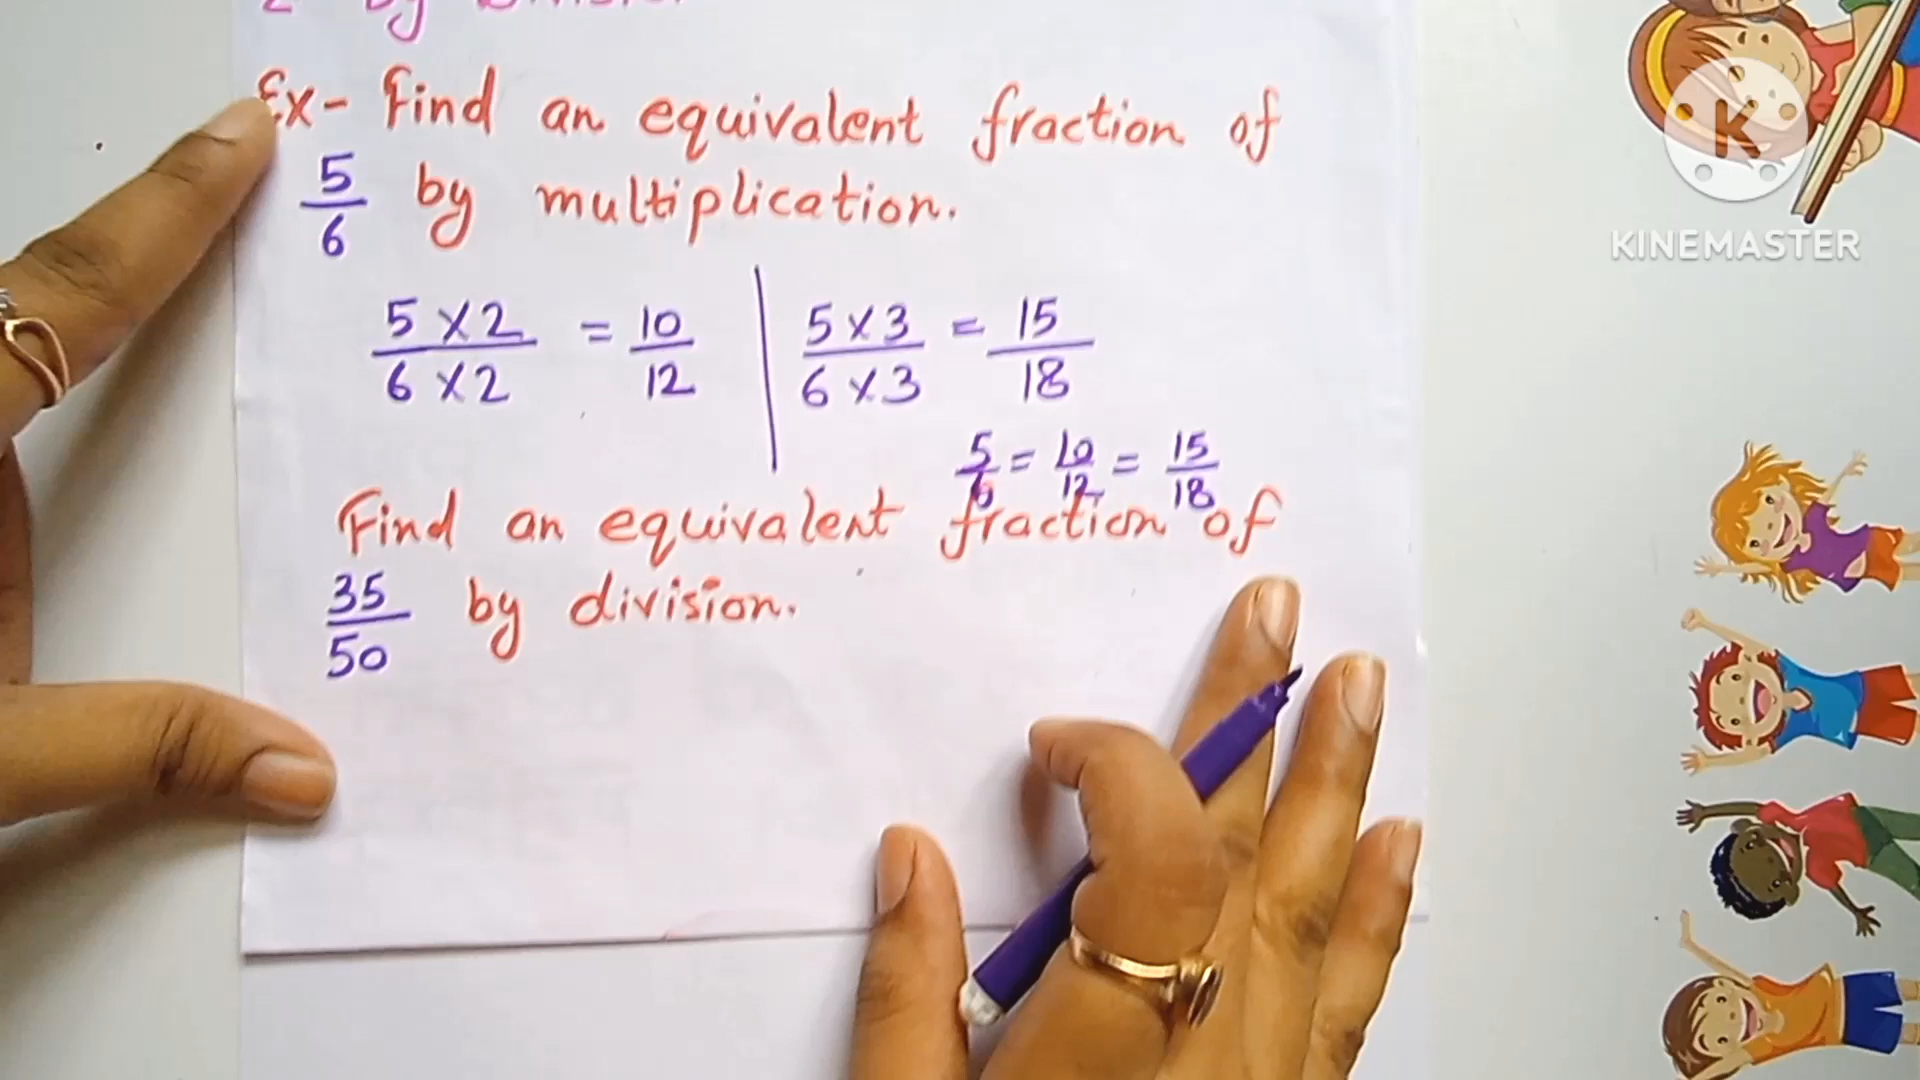 2 By
Ex- Find an equivalent fraction of
5/6 by multiplication.
5 × 2 / 6 × 2 = 10/12 | 5 × 3 / 6 × 3 = 15/18
5/6 = 10/12 = 15/18
Find an equivalent fraction of
35/50 by division.
K
KINEMASTER